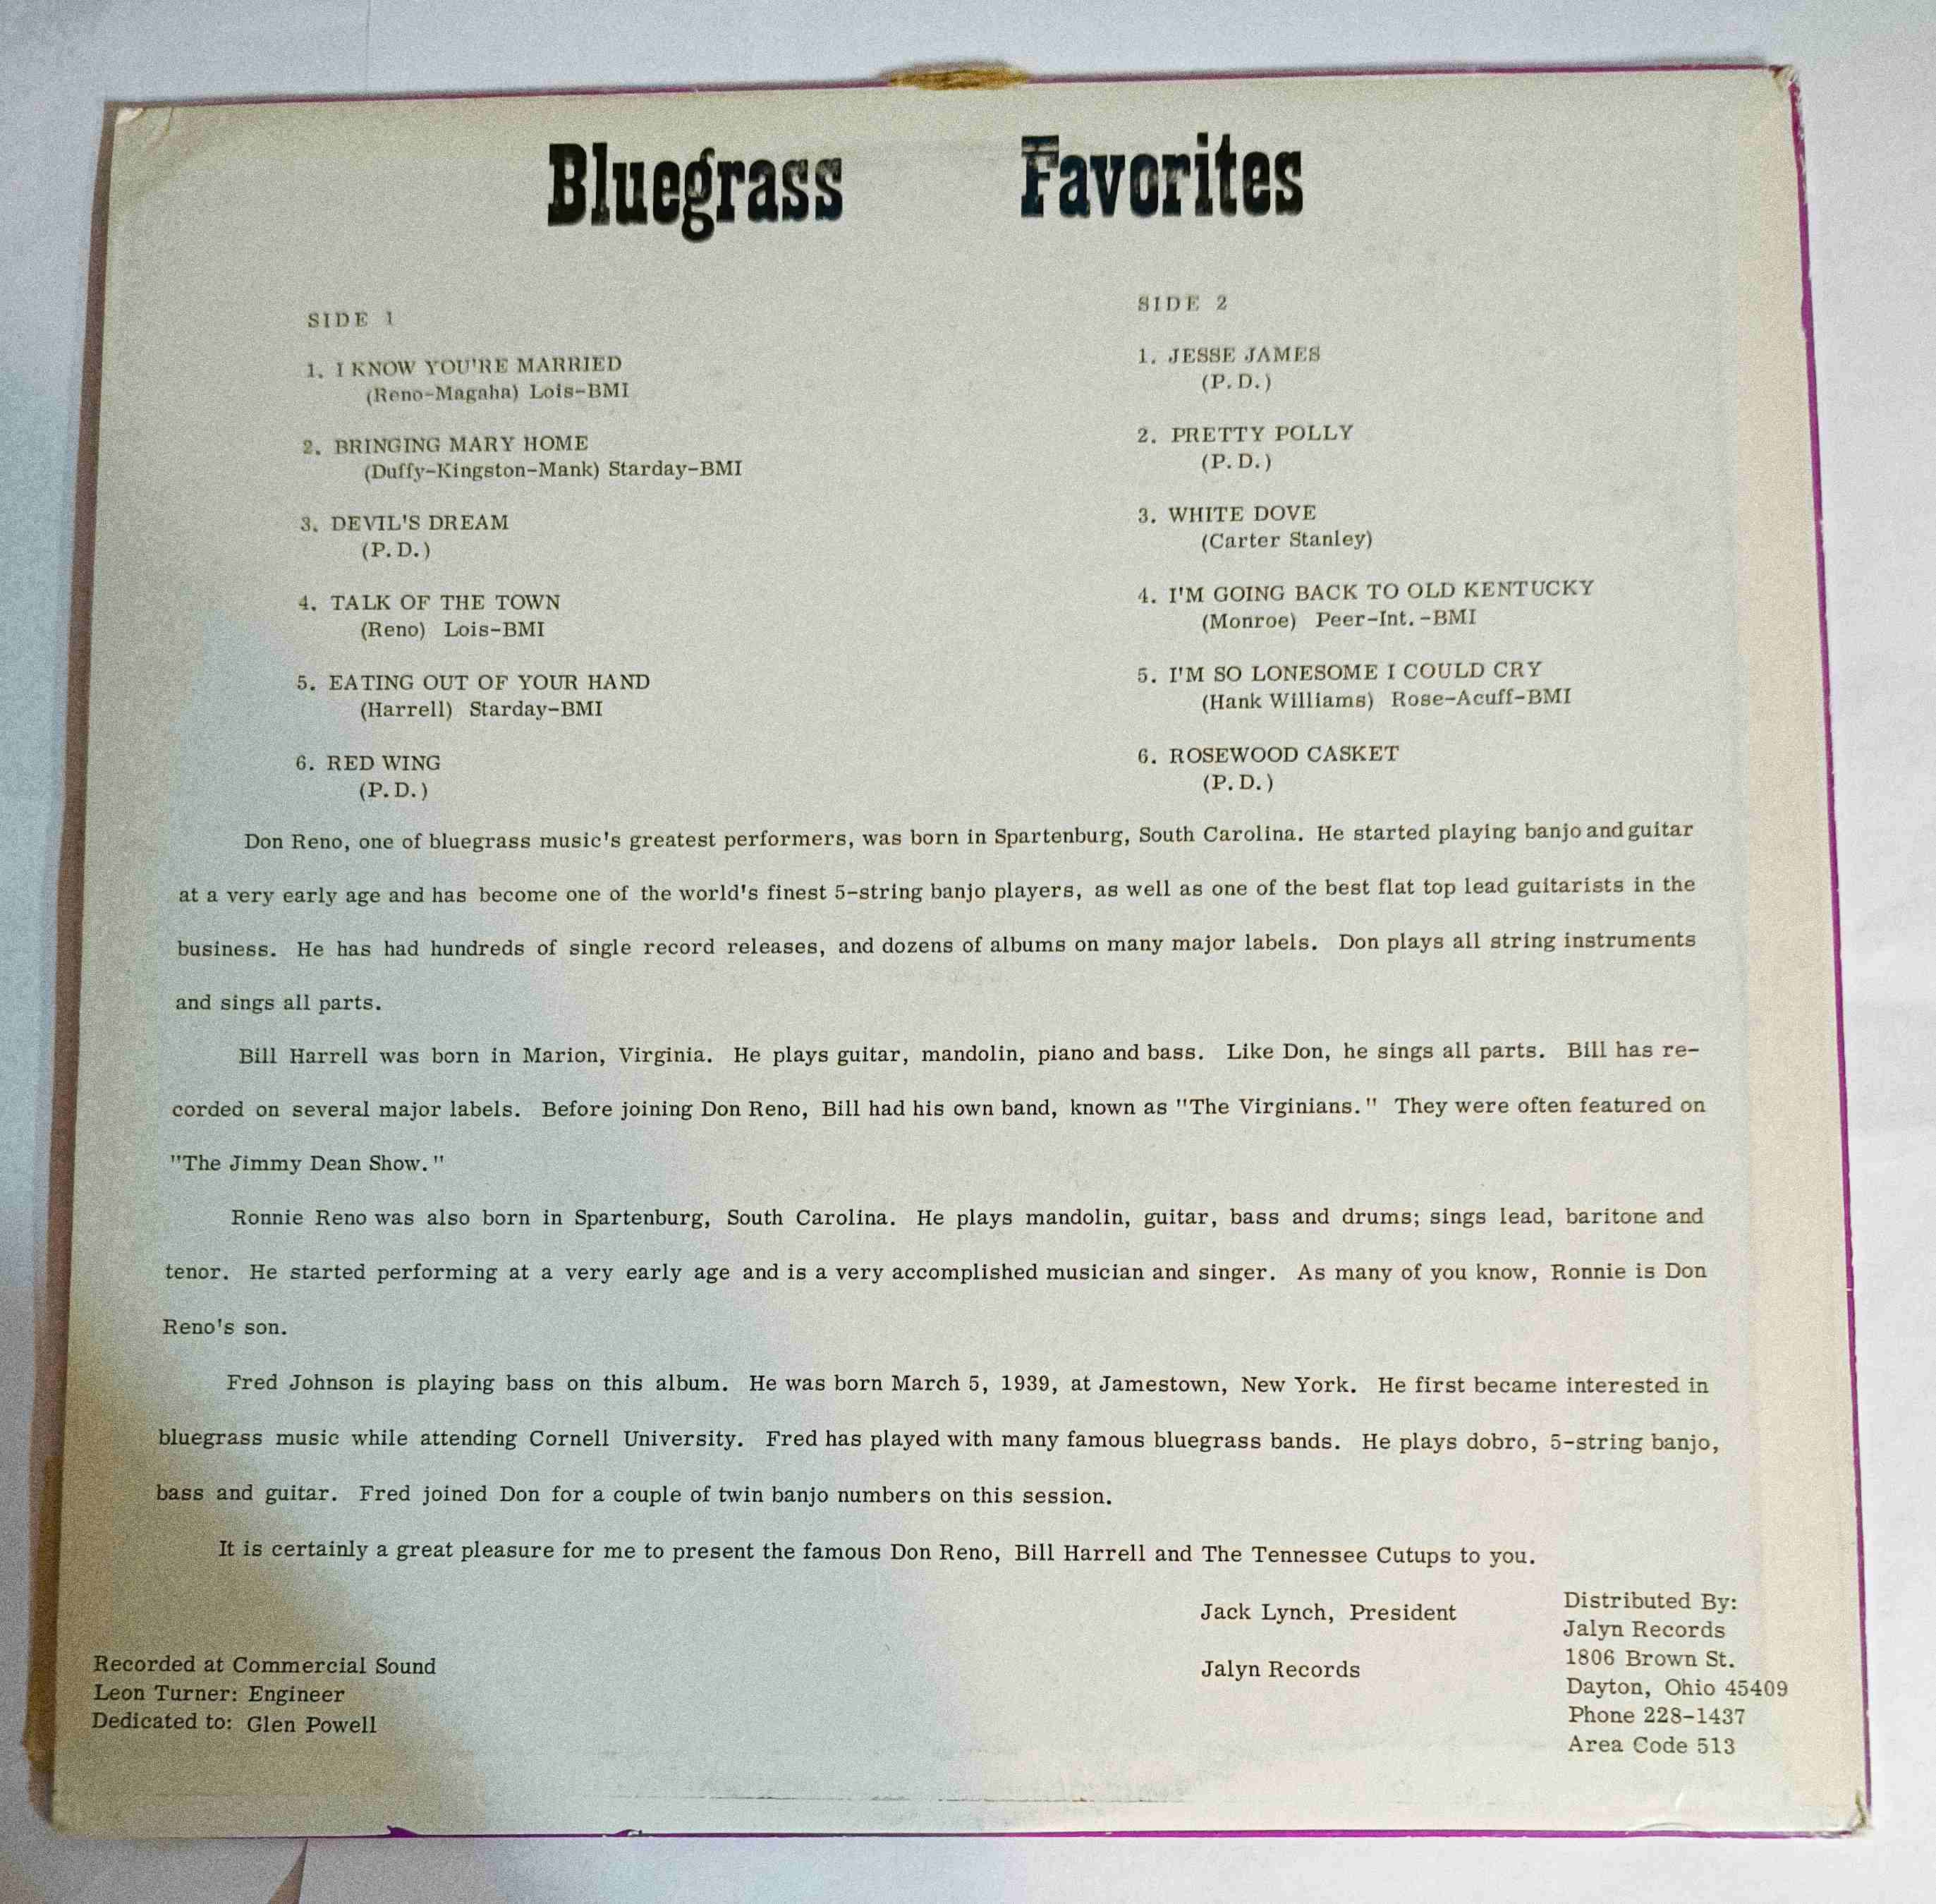 Bluegrass Favorites
SIDE 1
1. I KNOW YOU'RE MARRIED
(Reno-Magaha) Lois-BMI
2. BRINGING MARY HOME
(Duffy-Kingston-Mank) Starday-BMI
3. DEVIL'S DREAM
(P.D.)
4. TALK OF THE TOWN
(Reno) Lois-BMI
5. EATING OUT OF YOUR HAND
(Harrell) Starday-BMI
6. RED WING
(P.D.)
SIDE 2
1. JESSE JAMES
(P.D.)
2. PRETTY POLLY
(P.D.)
3. WHITE DOVE
(Carter Stanley)
4. I'M GOING BACK TO OLD KENTUCKY
(Monroe) Peer-Int.-BMI
5. I'M SO LONESOME I COULD CRY
(Hank Williams) Rose-Acuff-BMI
6. ROSEWOOD CASKET
(P.D.)
Don Reno, one of bluegrass music's greatest performers, was born in Spartenburg, South Carolina. He started playing banjo and guitar
at a very early age and has become one of the world's finest 5-string banjo players, as well as one of the best flat top lead guitarists in the
business. He has had hundreds of single record releases, and dozens of albums on many major labels. Don plays all string instruments
and sings all parts.
Bill Harrell was born in Marion, Virginia. He plays guitar, mandolin, piano and bass. Like Don, he sings all parts. Bill has re-
corded on several major labels. Before joining Don Reno, Bill had his own band, known as "The Virginians." They were often featured on
"The Jimmy Dean Show."
Ronnie Reno was also born in Spartenburg, South Carolina. He plays mandolin, guitar, bass and drums; sings lead, baritone and
tenor. He started performing at a very early age and is a very accomplished musician and singer. As many of you know, Ronnie is Don
Reno's son.
Fred Johnson is playing bass on this album. He was born March 5, 1939, at Jamestown, New York. He first became interested in
bluegrass music while attending Cornell University. Fred has played with many famous bluegrass bands. He plays dobro, 5-string banjo,
bass and guitar. Fred joined Don for a couple of twin banjo numbers on this session.
It is certainly a great pleasure for me to present the famous Don Reno, Bill Harrell and The Tennessee Cutups to you.
Jack Lynch, President
Jalyn Records
Recorded at Commercial Sound
Leon Turner: Engineer
Dedicated to: Glen Powell
Distributed By:
Jalyn Records
1806 Brown St.
Dayton, Ohio 45409
Phone 228-1437
Area Code 513